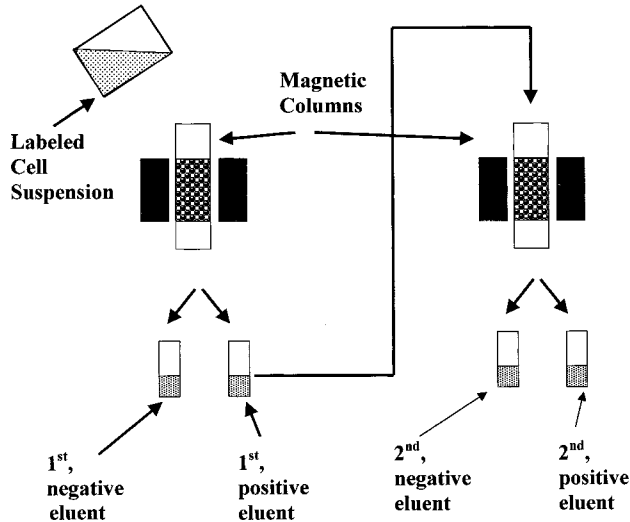 Magnetic
Columns
Labeled
Cell
Suspension
1st,
negative
eluent
1st,
positive
eluent
2nd,
negative
eluent
2nd,
positive
eluent